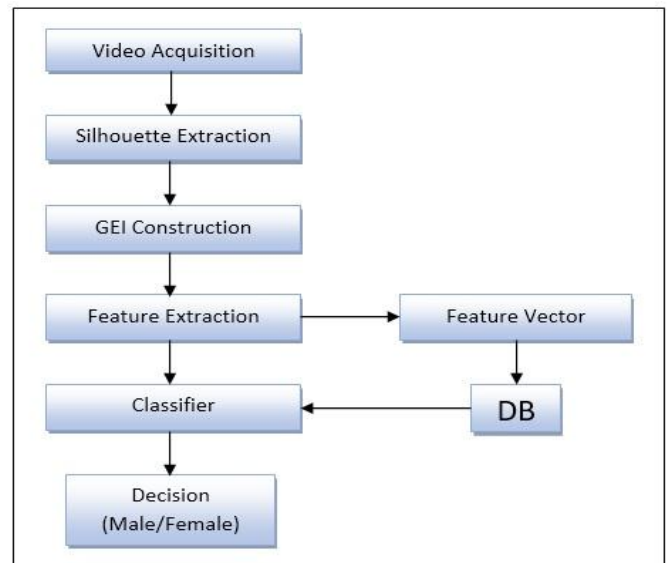 Video Acquisition
Silhouette Extraction
GEI Construction
Feature Extraction
Feature Vector
Classifier
DB
Decision
(Male/Female)